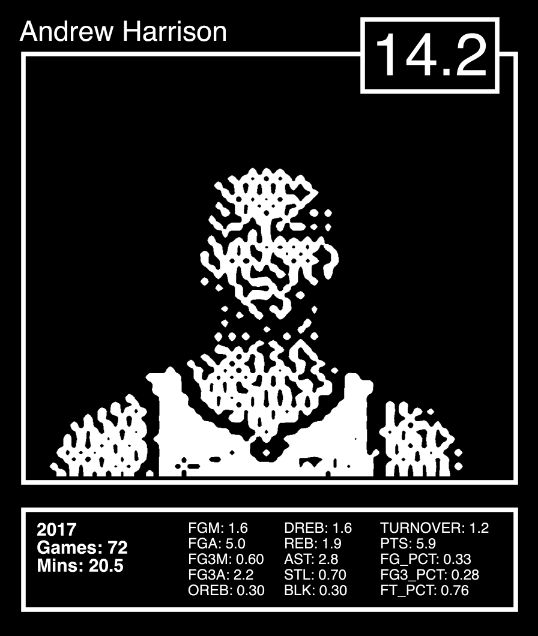 Andrew Harrison
14.2
2017
Games: 72
Mins: 20.5
FGM: 1.6
FGA: 5.0
FG3M: 0.60
FG3A: 2.2
OREB: 0.30
DREB: 1.6
REB: 1.9
AST: 2.8
STL: 0.70
BLK: 0.30
TURNOVER: 1.2
PTS: 5.9
FG_PCT: 0.33
FG3_PCT: 0.28
FT_PCT: 0.76